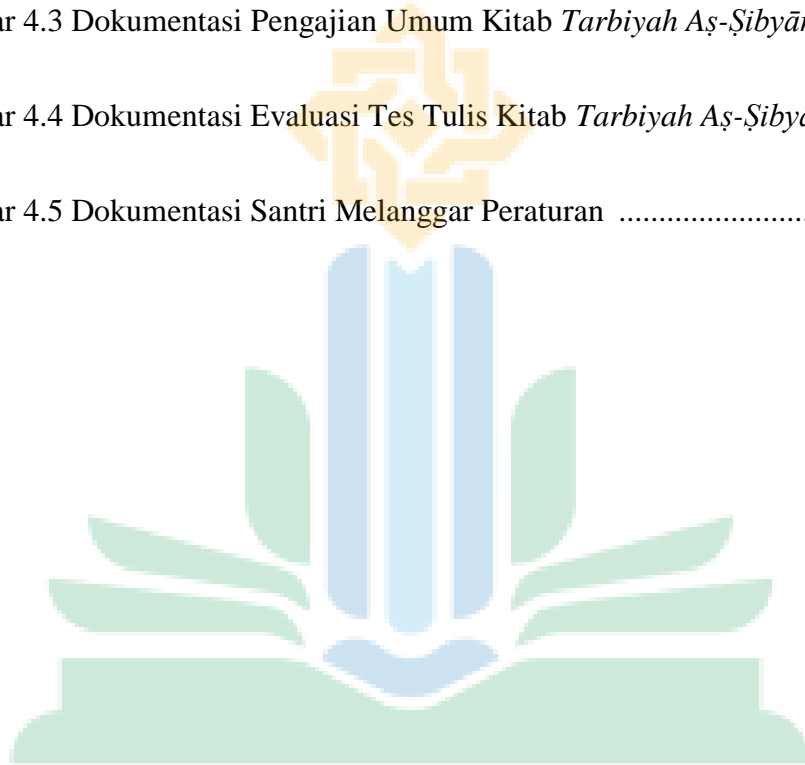 ar 4.3 Dokumentasi Pengajian Umum Kitab Tarbiyah Aṣ-Ṣibyān
ar 4.4 Dokumentasi Evaluasi Tes Tulis Kitab Tarbiyah Aṣ-Ṣibyā
ar 4.5 Dokumentasi Santri Melanggar Peraturan .......................